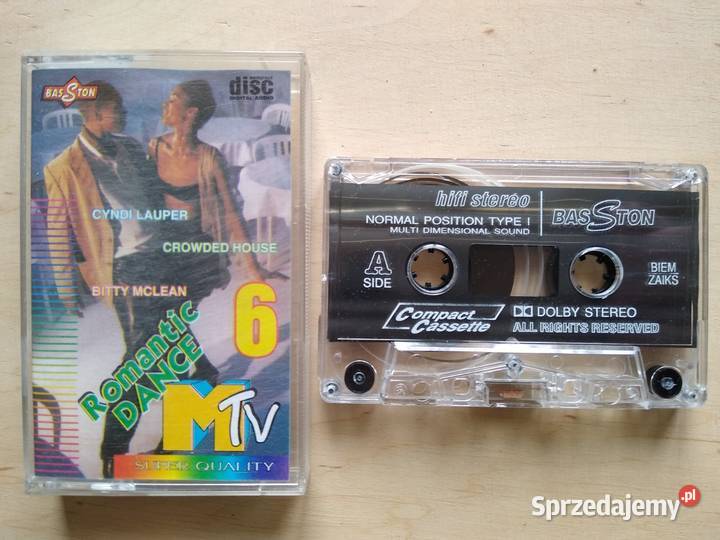 BASSTON
COMPACT
disc
DIGITAL AUDIO
CYNDI LAUPER
CROWDED HOUSE
BITTY MCLEAN
6
Romantic
DANCE
MTV
SUPER QUALITY
hifi stereo
NORMAL POSITION TYPE I
MULTI DIMENSIONAL SOUND
BASSTON
A
SIDE
BIEM
ZAIKS
Compact
Cassette
DOLBY STEREO
ALL RIGHTS RESERVED
Sprzedajemy.pl